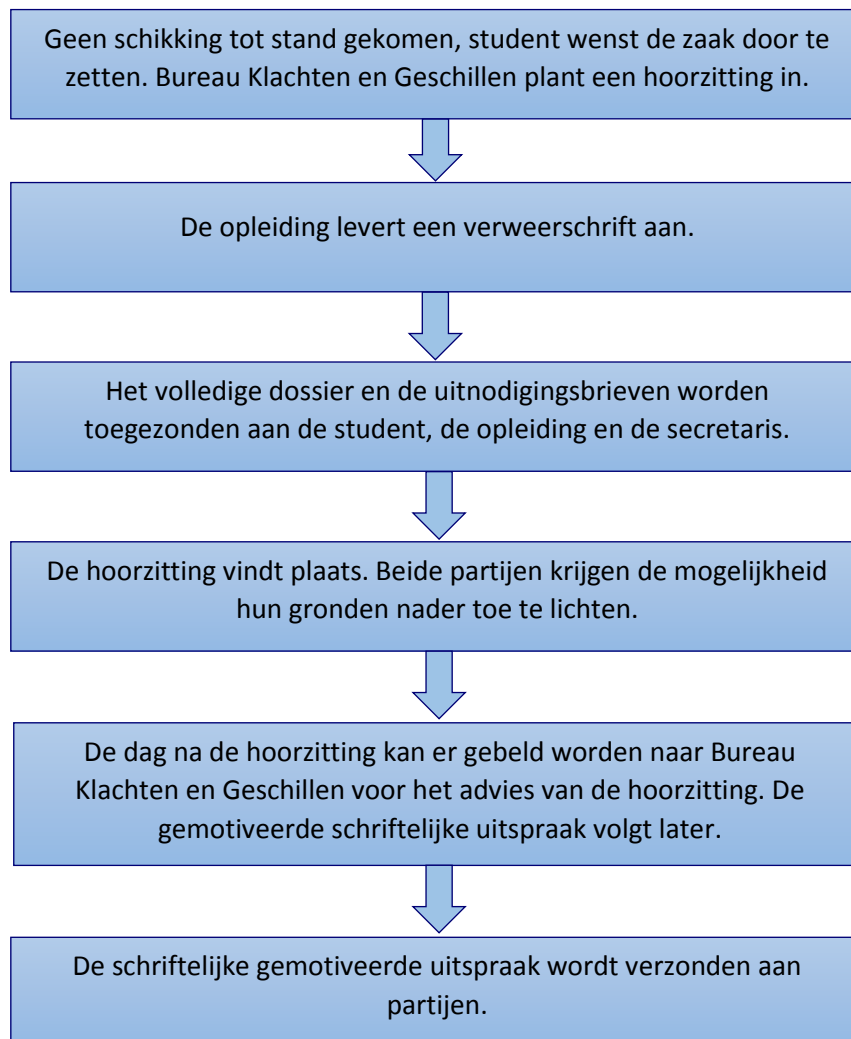 Geen schikking tot stand gekomen, student wenst de zaak door te
zetten. Bureau Klachten en Geschillen plant een hoorzitting in.
De opleiding levert een verweerschrift aan.
Het volledige dossier en de uitnodigingsbrieven worden
toegezonden aan de student, de opleiding en de secretaris.
De hoorzitting vindt plaats. Beide partijen krijgen de mogelijkheid
hun gronden nader toe te lichten.
De dag na de hoorzitting kan er gebeld worden naar Bureau
Klachten en Geschillen voor het advies van de hoorzitting. De
gemotiveerde schriftelijke uitspraak volgt later.
De schriftelijke gemotiveerde uitspraak wordt verzonden aan
partijen.